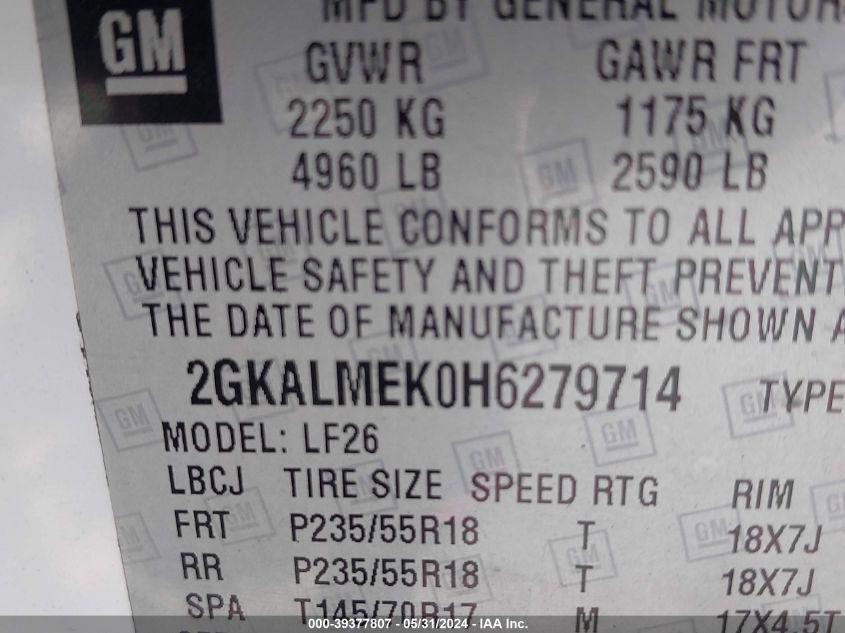 GM
MFD BY GENERAL MOTOR
GVWR GAWR FRT
2250 KG 1175 KG
4960 LB 2590 LB
THIS VEHICLE CONFORMS TO ALL APP
VEHICLE SAFETY AND THEFT PREVENT
THE DATE OF MANUFACTURE SHOWN A
2GKALMEK0H6279714 TYPE
MODEL: LF26
LBCJ TIRE SIZE SPEED RTG RIM
FRT P235/55R18 T 18X7J
RR P235/55R18 T 18X7J
SPA T145/70R17 M 17X4.5T
000-39377807 - 05/31/2024 - IAA Inc.